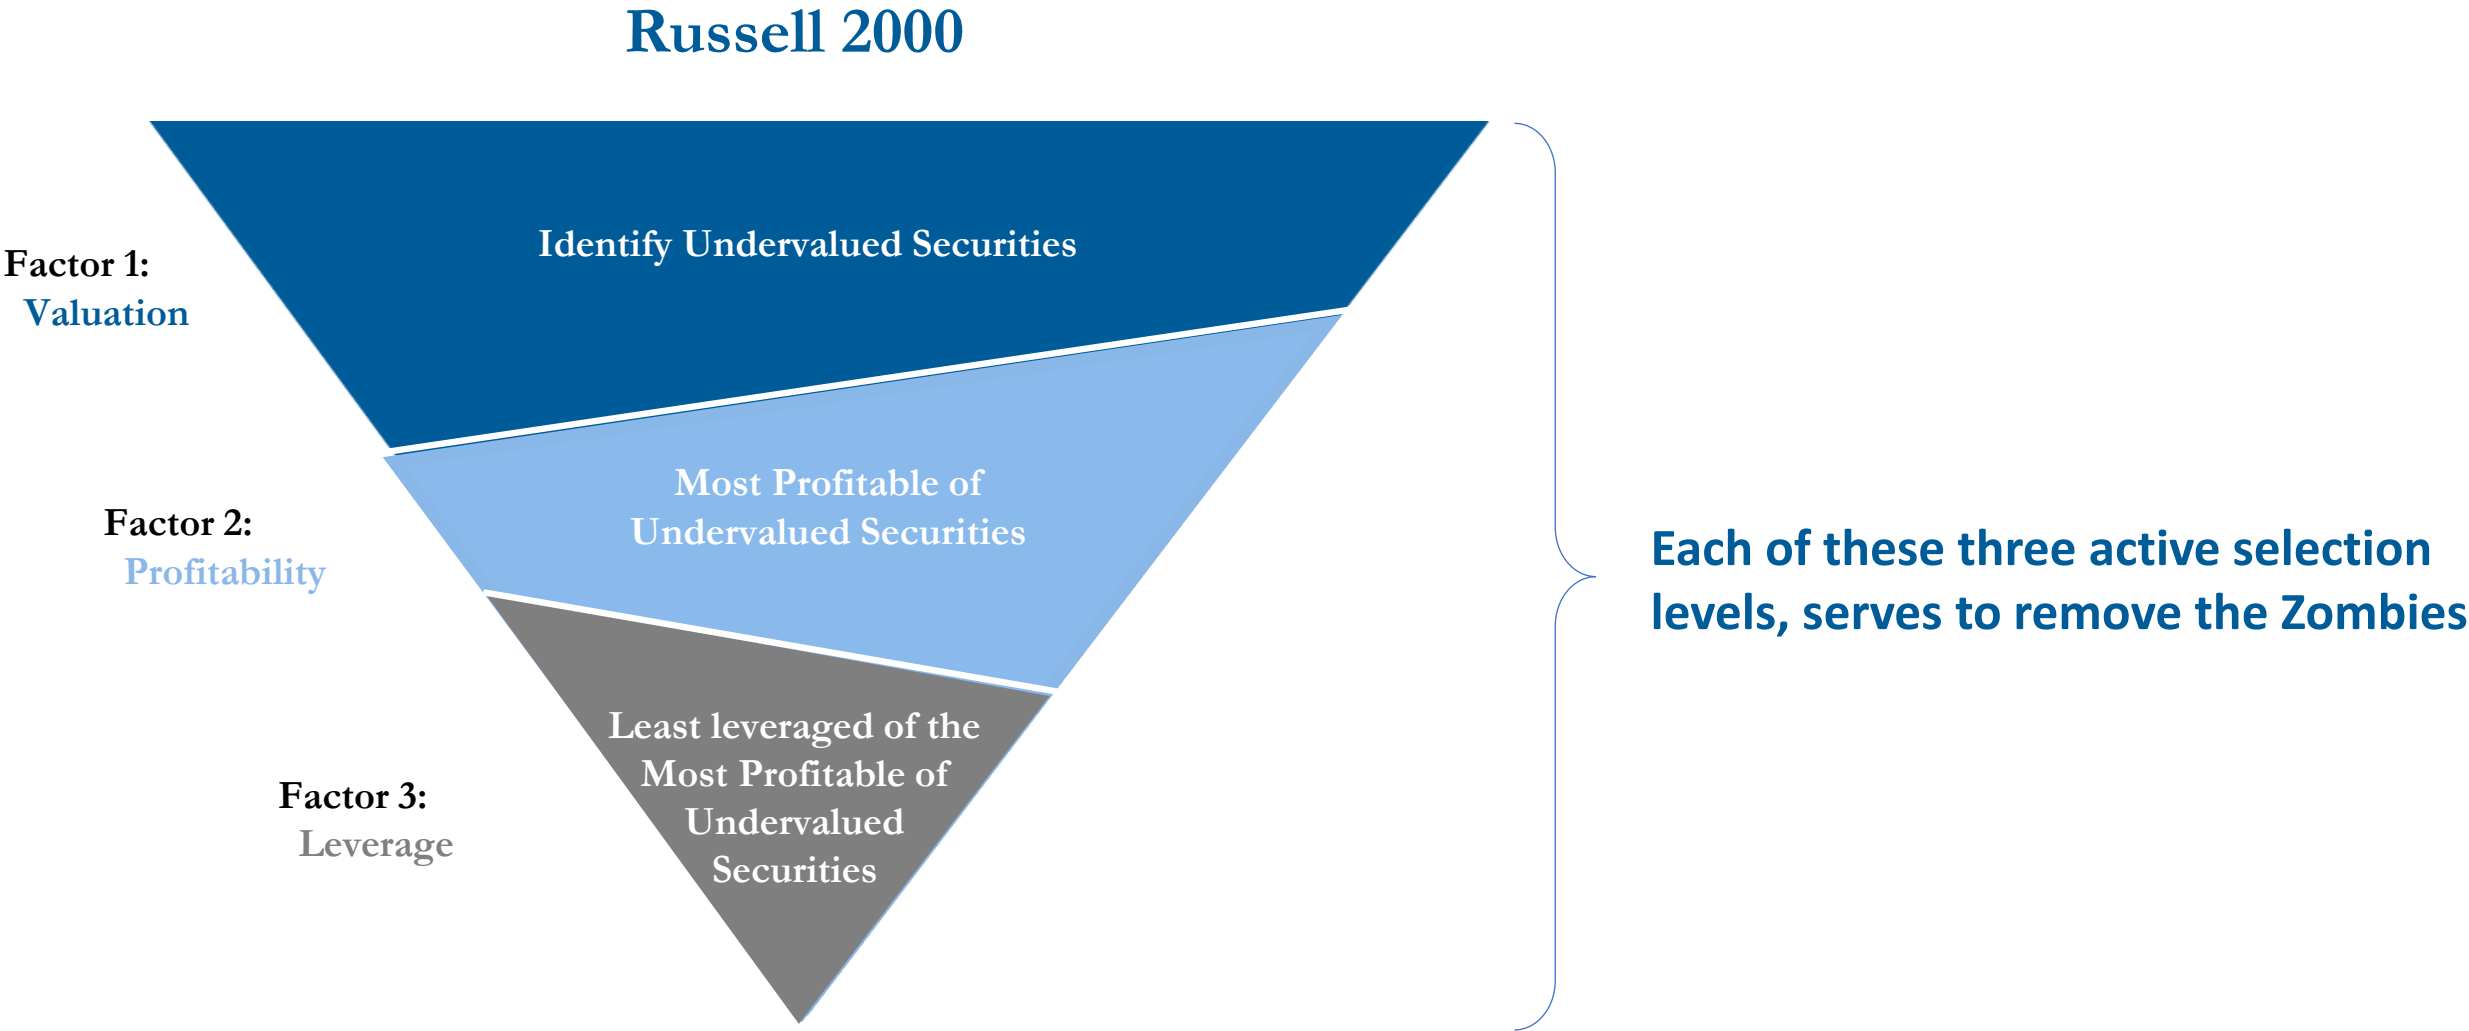 Russell 2000
Factor 1:
Valuation
Identify Undervalued Securities
Factor 2:
Profitability
Most Profitable of
Undervalued Securities
Factor 3:
Leverage
Least leveraged of the
Most Profitable of
Undervalued
Securities
Each of these three active selection
levels, serves to remove the Zombies